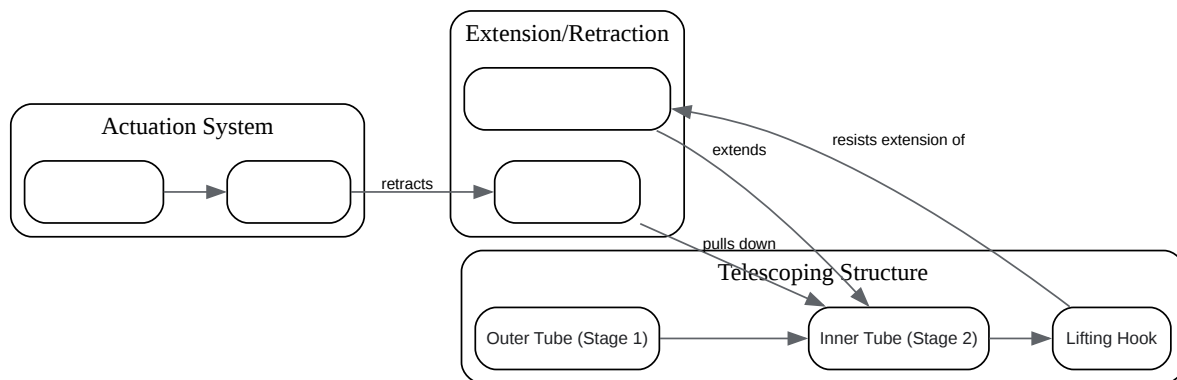 Extension/Retraction
Actuation System
extends
resists extension of
retracts
pulls down
Telescoping Structure
Outer Tube (Stage 1)
Inner Tube (Stage 2)
Lifting Hook